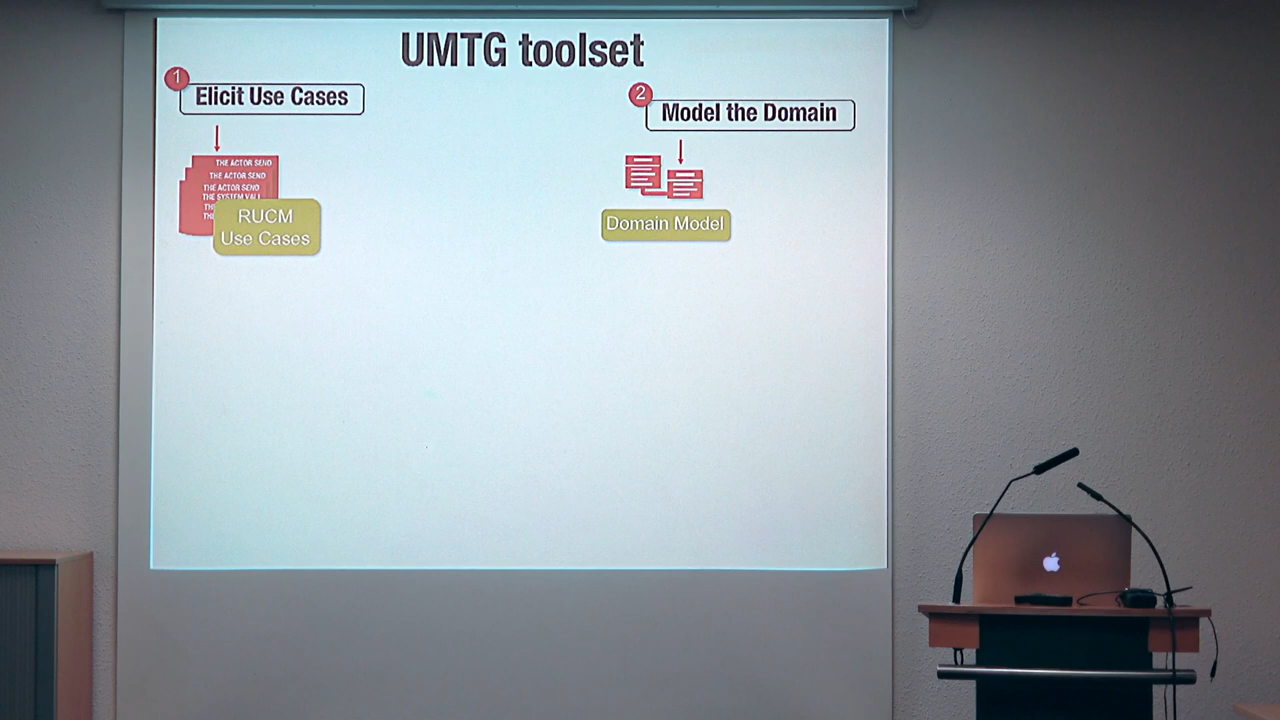 UMTG toolset
1
Elicit Use Cases
THE ACTOR SEND
THE ACTOR SEND
THE ACTOR SEND
THE SYSTEM VALI
RUCM
Use Cases
2
Model the Domain
Domain Model